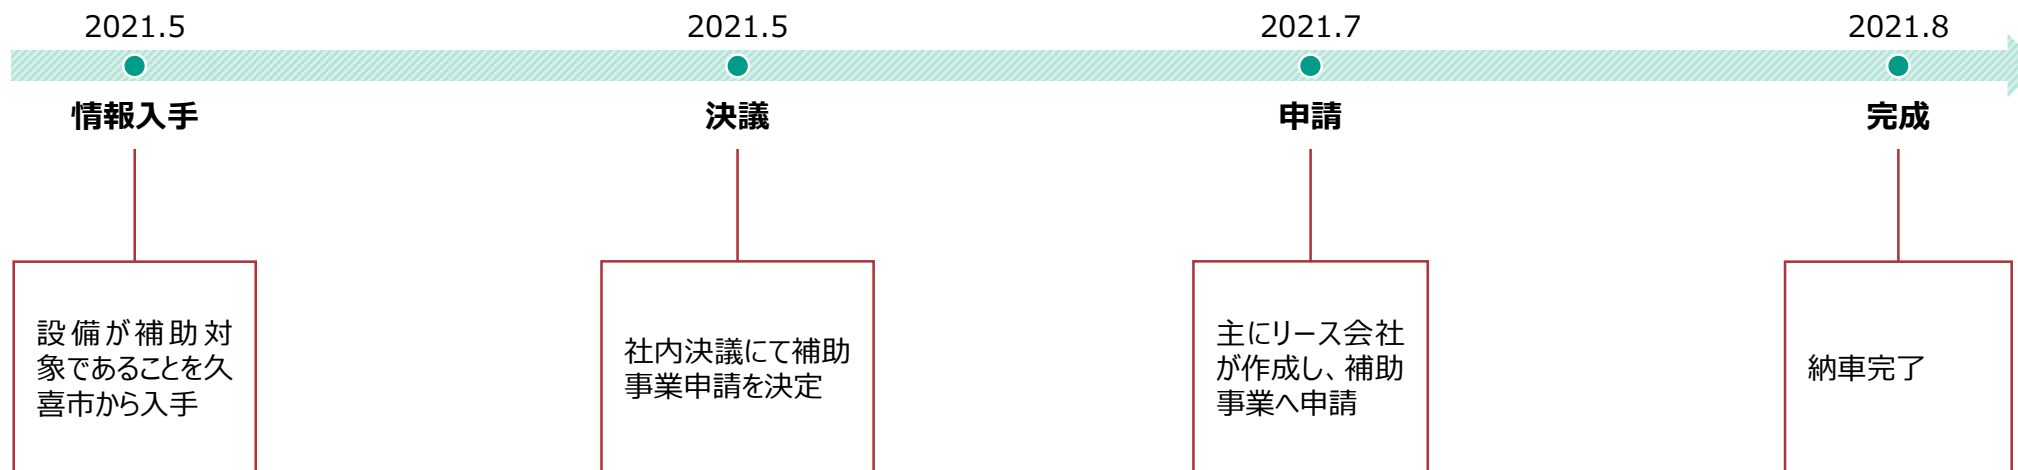 2021.5
2021.5
2021.7
2021.8
情報入手
決議
申請
完成
設備が補助対
象であることを久
喜市から入手
社内決議にて補助
事業申請を決定
主にリース会社
が作成し、補助
事業へ申請
納車完了